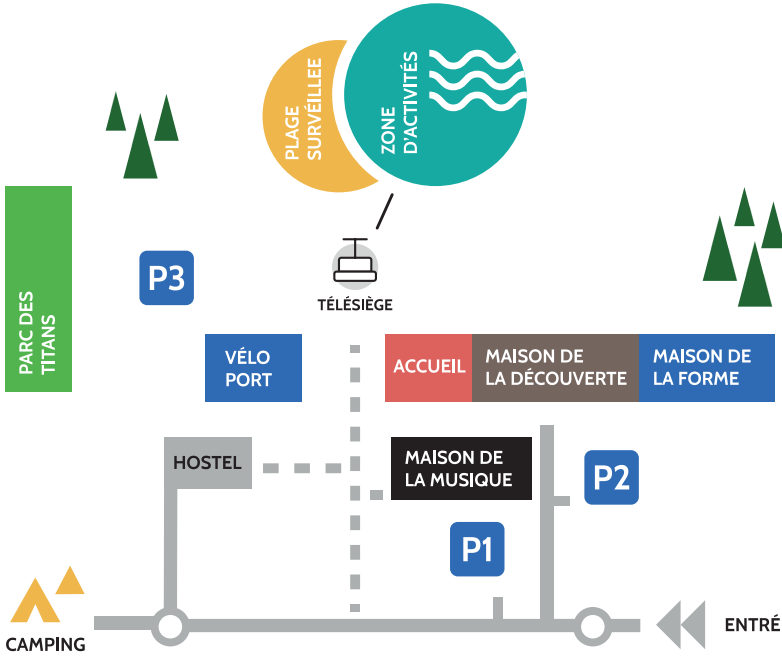 PLAGE
SURVÉILLEE
ZONE
D'ACTIVITÉS
P3
TÉLÉSIÈGE
PARC DES
TITANS
VÉLO
PORT
ACCUEIL
MAISON DE
LA DÉCOUVERTE
MAISON DE
LA FORME
HOSTEL
MAISON DE
LA MUSIQUE
P2
P1
CAMPING
ENTRÉ